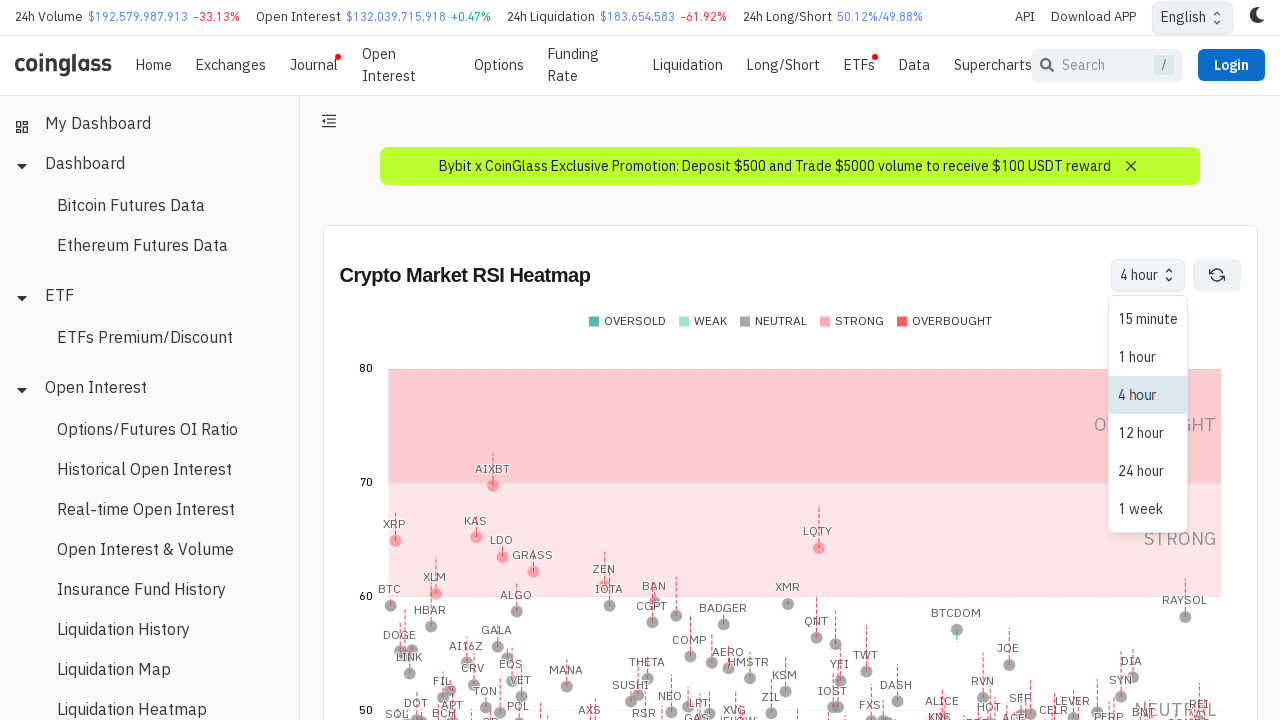 24h Volume $192,579,987,913 -33.13% Open Interest $132,039,715,918 +0.47% 24h Liquidation $183,654,583 -61.92% 24h Long/Short 50.12%/49.88% API Download APP English
coinglass Home Exchanges Journal Open Interest Options Funding Rate Liquidation Long/Short ETFs Data Supercharts Search / Login
My Dashboard
Dashboard
Bitcoin Futures Data
Ethereum Futures Data
ETF
ETFs Premium/Discount
Open Interest
Options/Futures OI Ratio
Historical Open Interest
Real-time Open Interest
Open Interest & Volume
Insurance Fund History
Liquidation History
Liquidation Map
Liquidation Heatmap
Bybit x CoinGlass Exclusive Promotion: Deposit $500 and Trade $5000 volume to receive $100 USDT reward
Crypto Market RSI Heatmap
4 hour
15 minute
1 hour
4 hour
12 hour
24 hour
1 week
OVERSOLD WEAK NEUTRAL STRONG OVERBOUGHT
80
70
AIXBT
XRP KAS LQTY STRONG
LDO
GRASS
ZEN
XLM
60 BTC ALGO IOTA BAN XMR
HBAR CGPT BADGER BTCDOM RAYSOL
DOGE GALA QNT
LINK AI16Z COMP AERO JOE
CRV EOS MANA THETA HMSTR YFI TWT DIA
FIL VET SUSHI KSM DASH RVN SYN
TON NEO ZIL IOST
DOT APT POL LPT FXS ALICE HOT SFP LEVER
50 BCH AXS RSR XVG CELR NEUTRAL